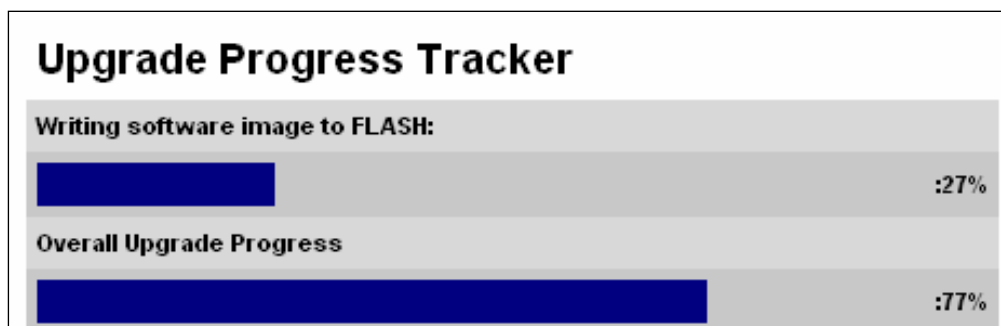 Upgrade Progress Tracker
Writing software image to FLASH:
:27%
Overall Upgrade Progress
:77%